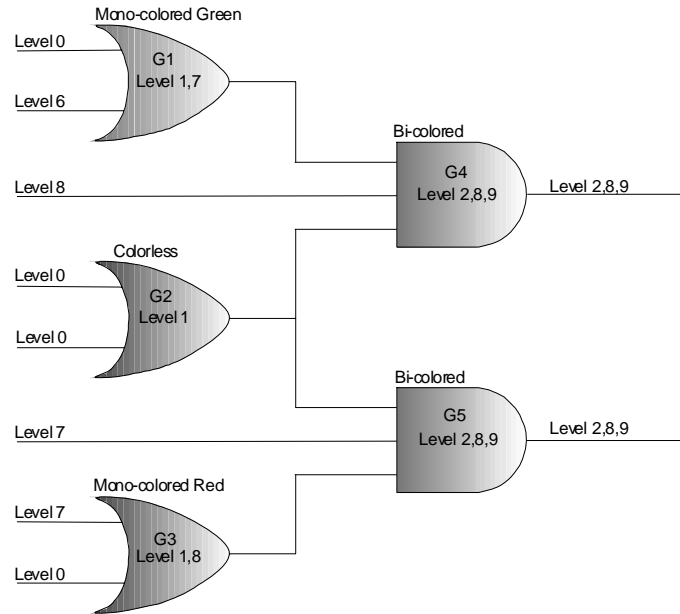 Mono-colored Green
Level 0
G1
Level 1,7
Level 6
Bi-colored
G4
Level 2,8,9
Level 8
Level 2,8,9
Colorless
Level 0
G2
Level 1
Level 0
Bi-colored
G5
Level 2,8,9
Level 7
Level 2,8,9
Mono-colored Red
Level 7
G3
Level 1,8
Level 0